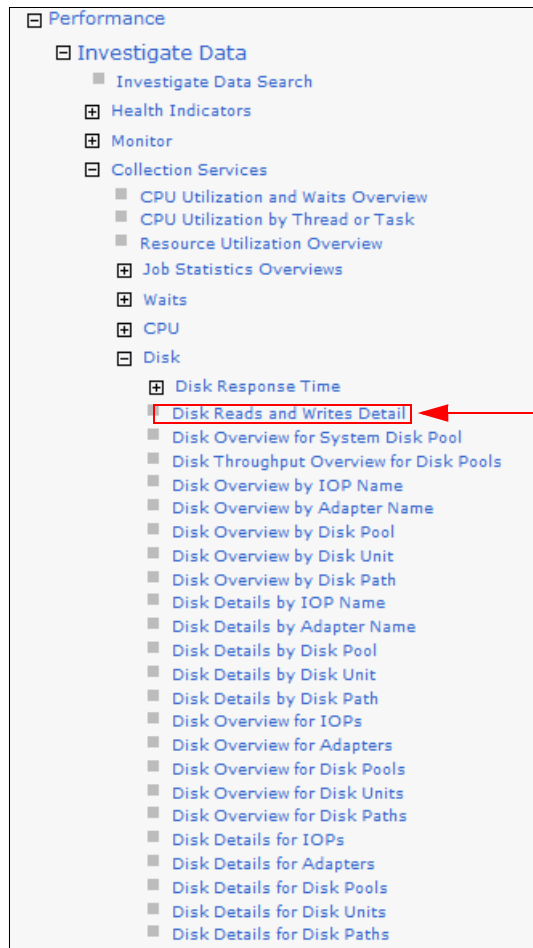 Performance
Investigate Data
Investigate Data Search
Health Indicators
Monitor
Collection Services
CPU Utilization and Waits Overview
CPU Utilization by Thread or Task
Resource Utilization Overview
Job Statistics Overviews
Waits
CPU
Disk
Disk Response Time
Disk Reads and Writes Detail
Disk Overview for System Disk Pool
Disk Throughput Overview for Disk Pools
Disk Overview by IOP Name
Disk Overview by Adapter Name
Disk Overview by Disk Pool
Disk Overview by Disk Unit
Disk Overview by Disk Path
Disk Details by IOP Name
Disk Details by Adapter Name
Disk Details by Disk Pool
Disk Details by Disk Unit
Disk Details by Disk Path
Disk Overview for IOPs
Disk Overview for Adapters
Disk Overview for Disk Pools
Disk Overview for Disk Units
Disk Overview for Disk Paths
Disk Details for IOPs
Disk Details for Adapters
Disk Details for Disk Pools
Disk Details for Disk Units
Disk Details for Disk Paths